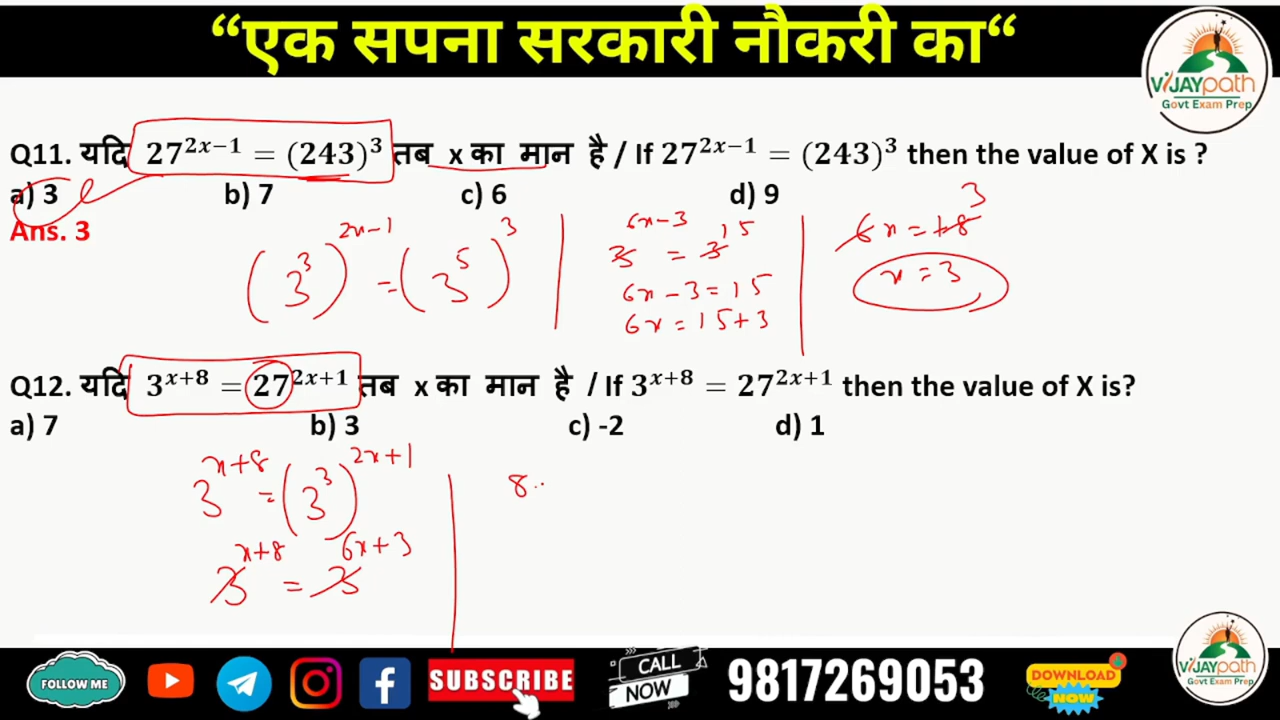 “एक सपना सरकारी नौकरी का“
ViJAYpath
Govt Exam Prep
Q11. यदि 27^{2x−1} = (243)^3 तब x का मान है / If 27^{2x−1} = (243)^3 then the value of X is ?
a) 3 b) 7 c) 6 d) 9
Ans. 3
(3^3)^{2x-1} = (3^5)^3
3^{6x-3} = 3^{15}
6x - 3 = 15
6x = 15+3
6x = 18 3
x = 3
Q12. यदि 3^{x+8} = 27^{2x+1} तब x का मान है / If 3^{x+8} = 27^{2x+1} then the value of X is?
a) 7 b) 3 c) -2 d) 1
3^{x+8} = (3^3)^{2x+1}
3^{x+8} = 3^{6x+3}
8
FOLLOW ME
SUBSCRIBE
CALL NOW
9817269053
DOWNLOAD NOW
ViJAYpath
Govt Exam Prep